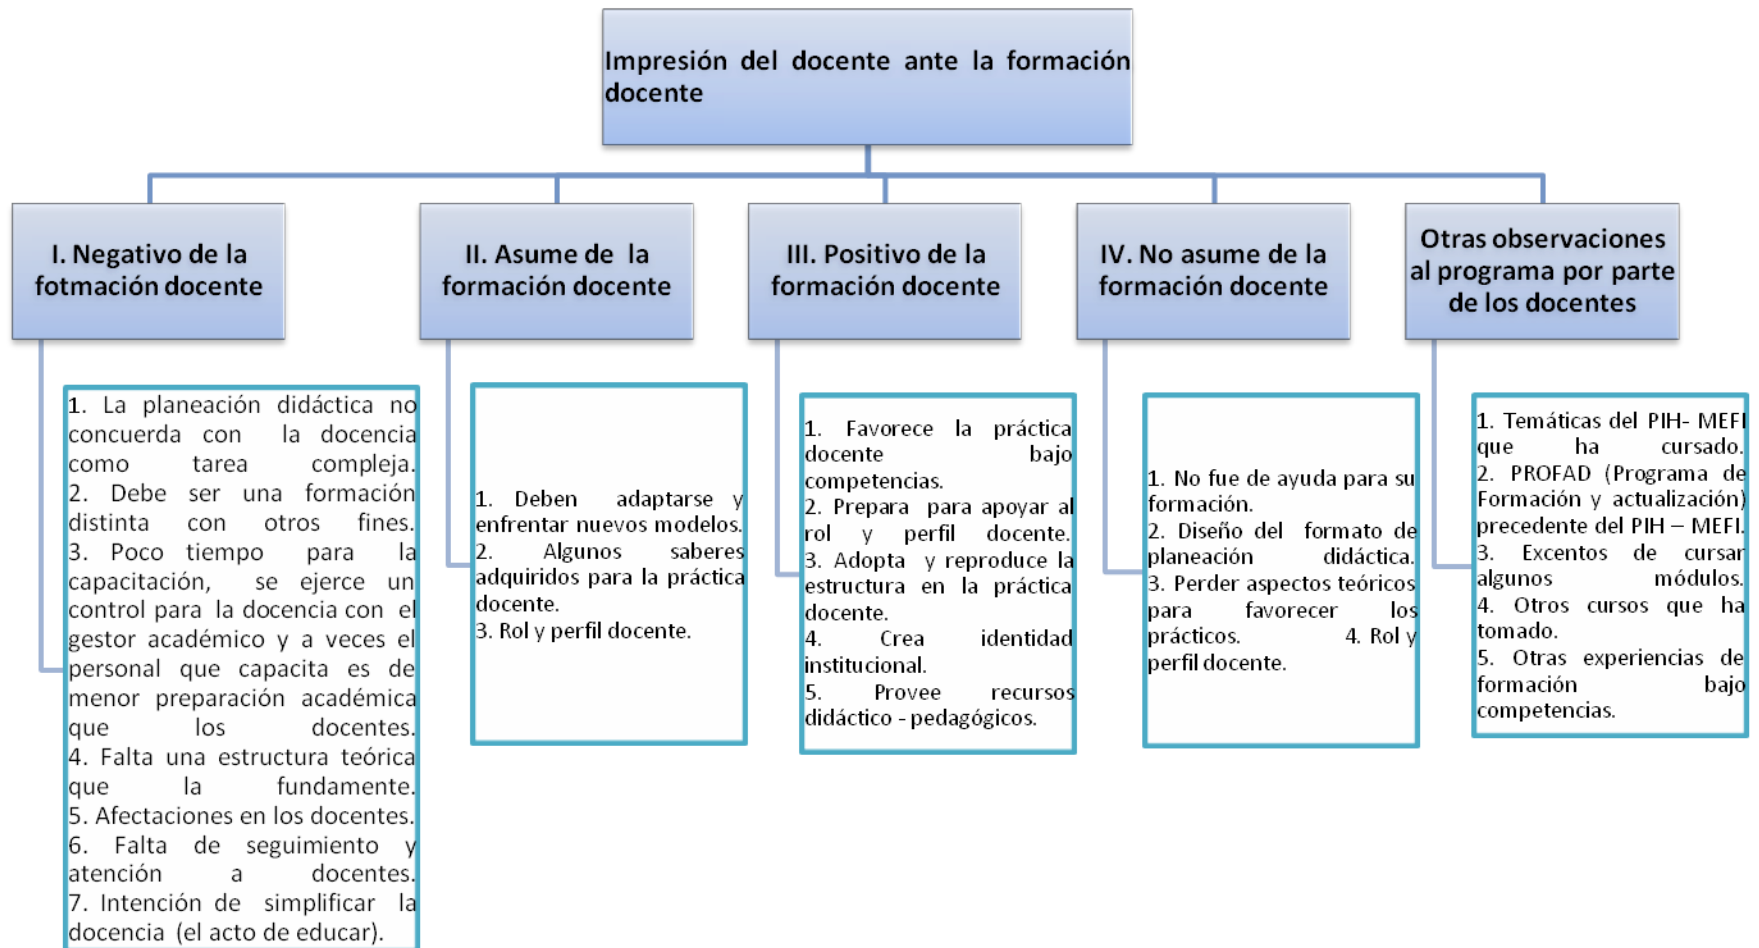 Impresión del docente ante la formación
docente
I. Negativo de la
fotmación docente
II. Asume de la
formación docente
III. Positivo de la
formación docente
IV. No asume de la
formación docente
Otras observaciones
al programa por parte
de los docentes
1. La planeación didáctica no
concuerda con la docencia
como tarea compleja.
2. Debe ser una formación
distinta con otros fines.
3. Poco tiempo para la
capacitación, se ejerce un
control para la docencia con el
gestor académico y a veces el
personal que capacita es de
menor preparación académica
que los docentes.
4. Falta una estructura teórica
que la fundamente.
5. Afectaciones en los docentes.
6. Falta de seguimiento y
atención a docentes.
7. Intención de simplificar la
docencia (el acto de educar).
1. Deben adaptarse y
enfrentar nuevos modelos.
2. Algunos saberes
adquiridos para la práctica
docente.
3. Rol y perfil docente.
1. Favorece la práctica
docente bajo
competencias.
2. Prepara para apoyar al
rol y perfil docente.
3. Adopta y reproduce la
estructura en la práctica
docente.
4. Crea identidad
institucional.
5. Provee recursos
didáctico - pedagógicos.
1. No fue de ayuda para su
formación.
2. Diseño del formato de
planeación didáctica.
3. Perder aspectos teóricos
para favorecer los
prácticos. 4. Rol y
perfil docente.
1. Temáticas del PIH- MEFI
que ha cursado.
2. PROFAD (Programa de
Formación y actualización)
precedente del PIH – MEFI.
3. Excentos de cursar
algunos módulos.
4. Otros cursos que ha
tomado.
5. Otras experiencias de
formación bajo
competencias.